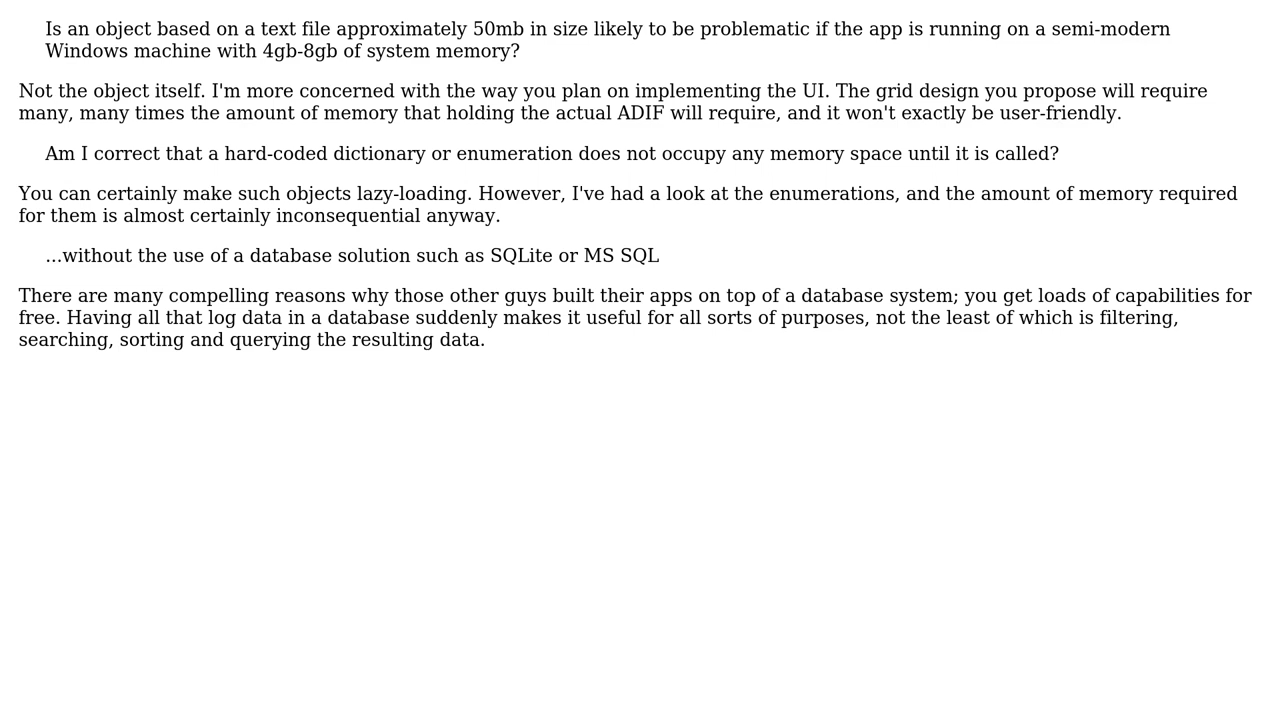 Is an object based on a text file approximately 50mb in size likely to be problematic if the app is running on a semi-modern
Windows machine with 4gb-8gb of system memory?
Not the object itself. I'm more concerned with the way you plan on implementing the UI. The grid design you propose will require
many, many times the amount of memory that holding the actual ADIF will require, and it won't exactly be user-friendly.
Am I correct that a hard-coded dictionary or enumeration does not occupy any memory space until it is called?
You can certainly make such objects lazy-loading. However, I've had a look at the enumerations, and the amount of memory required
for them is almost certainly inconsequential anyway.
...without the use of a database solution such as SQLite or MS SQL
There are many compelling reasons why those other guys built their apps on top of a database system; you get loads of capabilities for
free. Having all that log data in a database suddenly makes it useful for all sorts of purposes, not the least of which is filtering,
searching, sorting and querying the resulting data.